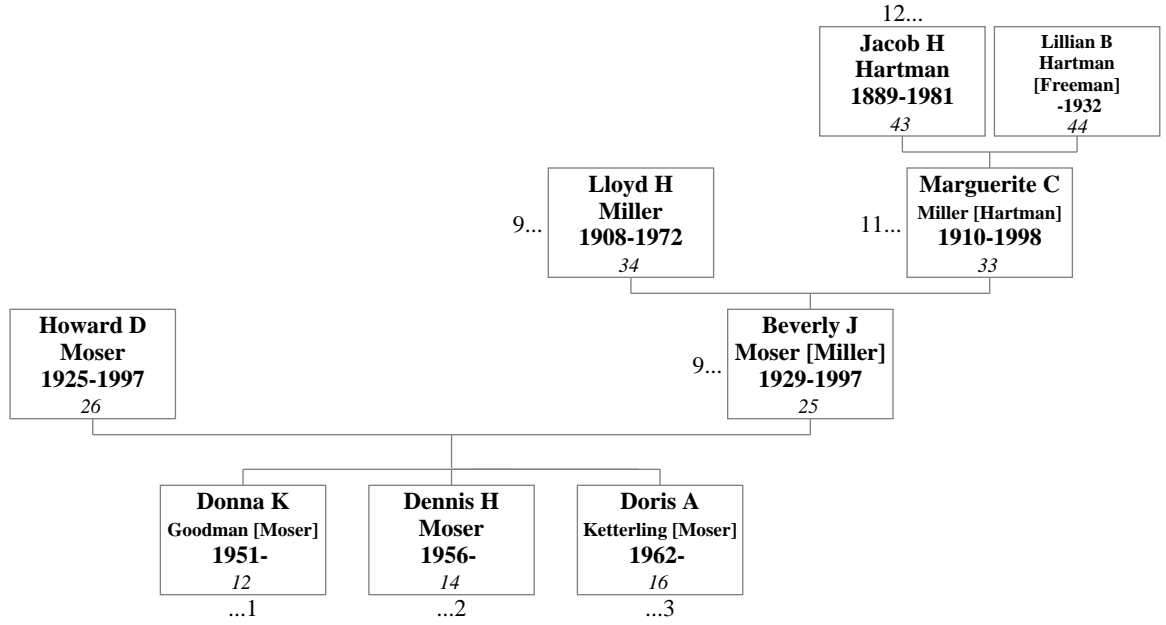 12...
Jacob H
Hartman
1889-1981
43
Lillian B
Hartman
[Freeman]
-1932
44
9...
Lloyd H
Miller
1908-1972
34
11...
Marguerite C
Miller [Hartman]
1910-1998
33
Howard D
Moser
1925-1997
26
9...
Beverly J
Moser [Miller]
1929-1997
25
Donna K
Goodman [Moser]
1951-
12
...1
Dennis H
Moser
1956-
14
...2
Doris A
Ketterling [Moser]
1962-
16
...3